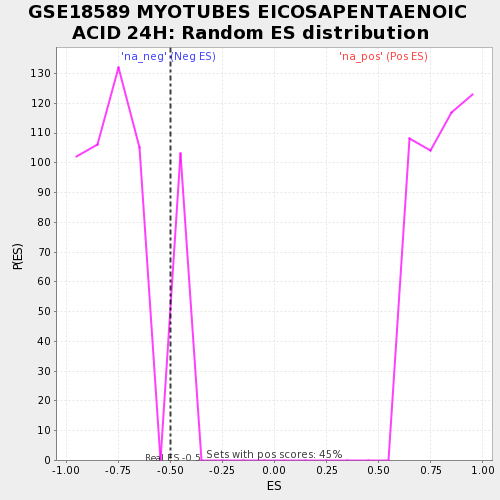 GSE18589 MYOTUBES EICOSAPENTAENOIC
ACID 24H: Random ES distribution
'na_neg' (Neg ES)
'na_pos' (Pos ES)
130
120
110
100
90
80
70
60
50
40
30
20
10
0
P(ES)
Real ES -0.5
Sets with pos scores: 45%
-1.00 -0.75 -0.50 -0.25 0.00 0.25 0.50 0.75 1.00
ES